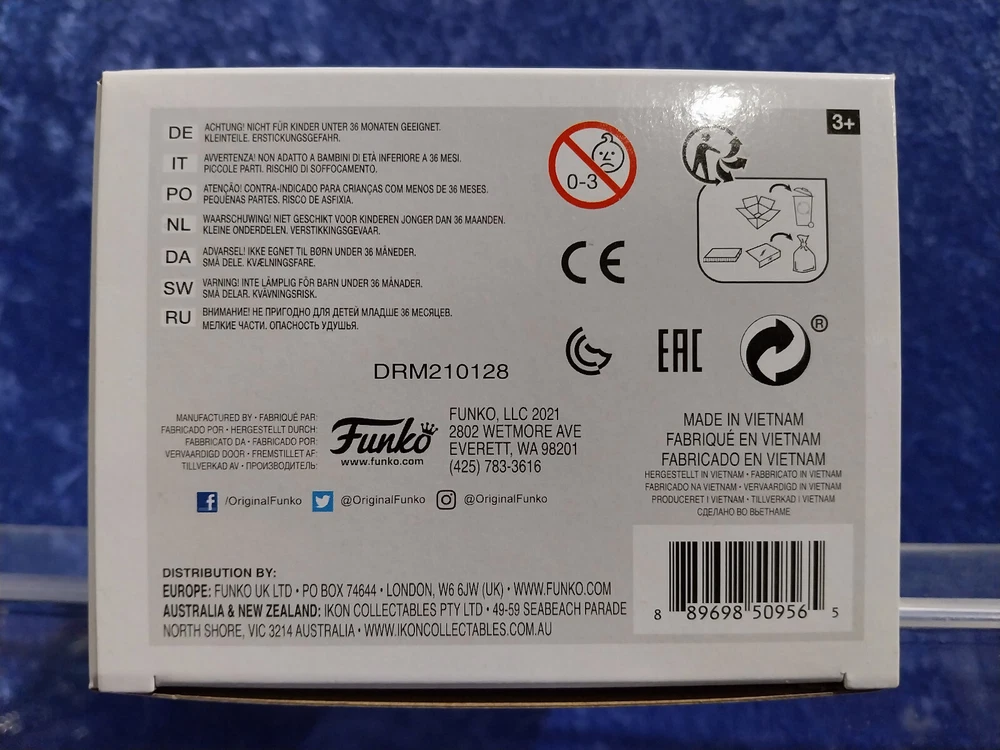 DE ACHTUNG! NICHT FÜR KINDER UNTER 36 MONATEN GEEIGNET.
KLEINTEILE. ERSTICKUNGSGEFAHR.
IT AVVERTENZA! NON ADATTO A BAMBINI DI ETÀ INFERIORE A 36 MESI.
PICCOLE PARTI. RISCHIO DI SOFFOCAMENTO.
PO ATENÇÃO! CONTRA-INDICADO PARA CRIANÇAS COM MENOS DE 36 MESES.
PEQUENAS PARTES. RISCO DE ASFIXIA.
NL WAARSCHUWING! NIET GESCHIKT VOOR KINDEREN JONGER DAN 36 MAANDEN.
KLEINE ONDERDELEN. VERSTIKKINGSGEVAAR.
DA ADVARSEL! IKKE EGNET TIL BØRN UNDER 36 MÅNEDER.
SMÅ DELE. KVÆLNINGSFARE.
SW VARNING! INTE LÄMPLIG FÖR BARN UNDER 36 MÅNADER.
SMÅ DELAR. KVÄVNINGSRISK.
RU ВНИМАНИЕ! НЕ ПРИГОДНО ДЛЯ ДЕТЕЙ МЛАДШЕ 36 МЕСЯЦЕВ.
МЕЛКИЕ ЧАСТИ. ОПАСНОСТЬ УДУШЬЯ.
0-3
3+
CE
EAC
®
DRM210128
MANUFACTURED BY • FABRIQUÉ PAR:
FABRICADO POR • HERGESTELLT DURCH:
FABBRICATO DA • FABRICADO POR:
VERVAARDIGD DOOR • FREMSTILLET AF:
TILLVERKAD AV • ПРОИЗВОДИТЕЛЬ:
Funko
www.funko.com
FUNKO, LLC 2021
2802 WETMORE AVE
EVERETT, WA 98201
(425) 783-3616
/OriginalFunko @OriginalFunko @OriginalFunko
MADE IN VIETNAM
FABRIQUÉ EN VIETNAM
FABRICADO EN VIETNAM
HERGESTELLT IN VIETNAM • FABBRICATO IN VIETNAM
FABRICADO NA VIETNAM • VERVAARDIGD IN VIETNAM
PRODUCERET I VIETNAM • TILLVERKAD I VIETNAM
СДЕЛАНО ВО ВЬЕТНАМЕ
DISTRIBUTION BY:
EUROPE: FUNKO UK LTD • PO BOX 74644 • LONDON, W6 6JW (UK) • WWW.FUNKO.COM
AUSTRALIA & NEW ZEALAND: IKON COLLECTABLES PTY LTD • 49-59 SEABEACH PARADE
NORTH SHORE, VIC 3214 AUSTRALIA • WWW.IKONCOLLECTABLES.COM.AU
8 89698 50956 5